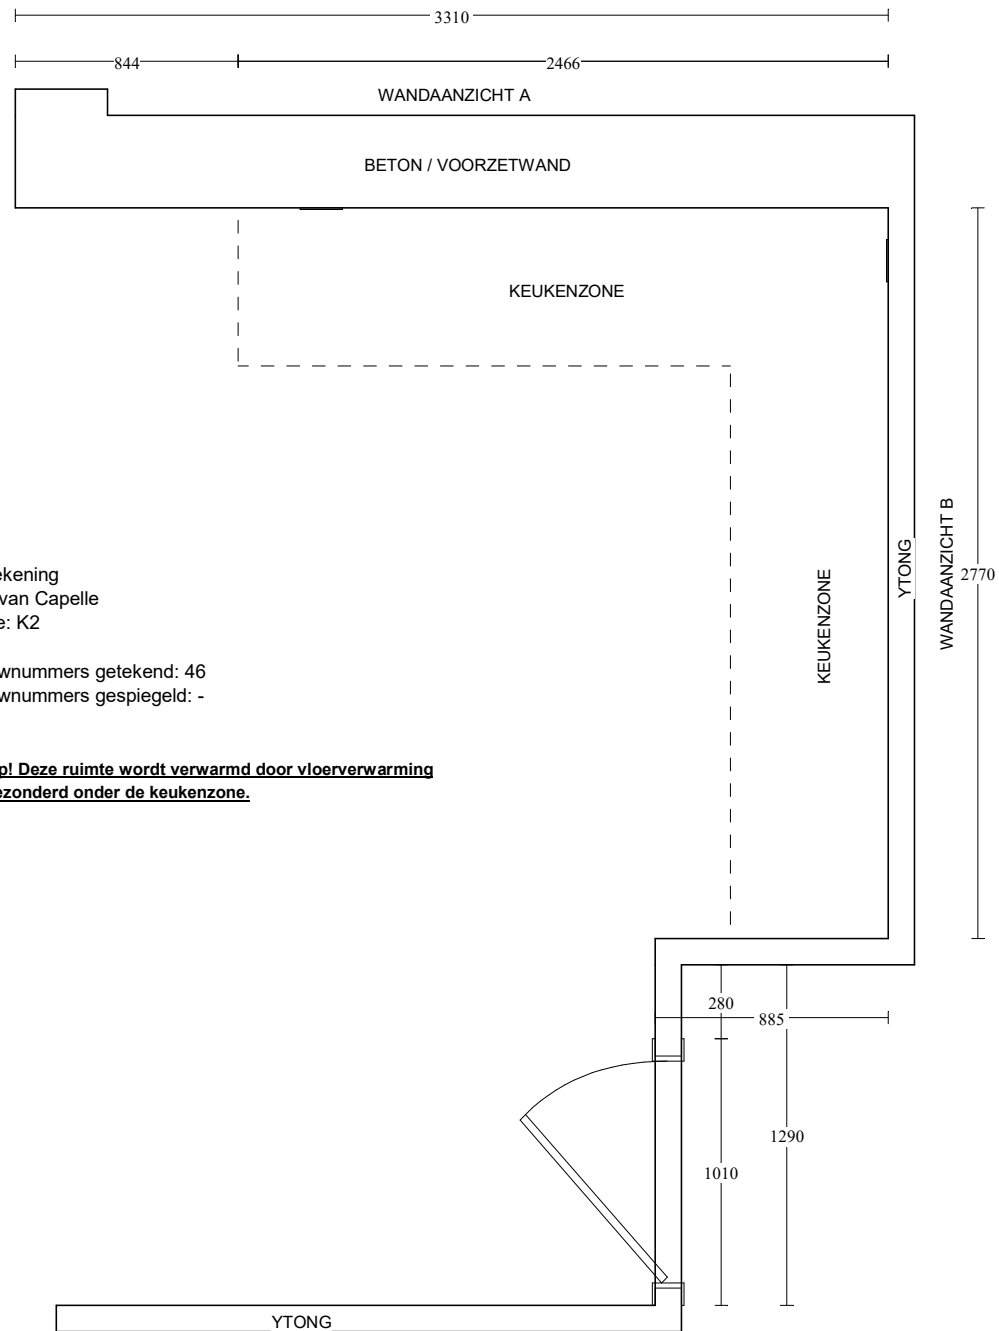 3310
844
2466
WANDAANZICHT A
BETON / VOORZETWAND
KEUKENZONE
YTONG
WANDAANZICHT B
2770
KEUKENZONE
ekening
van Capelle
e: K2
wnummers getekend: 46
wnummers gespiegeld: -
p! Deze ruimte wordt verwarmd door vloerverwarming
ezonderd onder de keukenzone.
280
885
1290
1010
YTONG